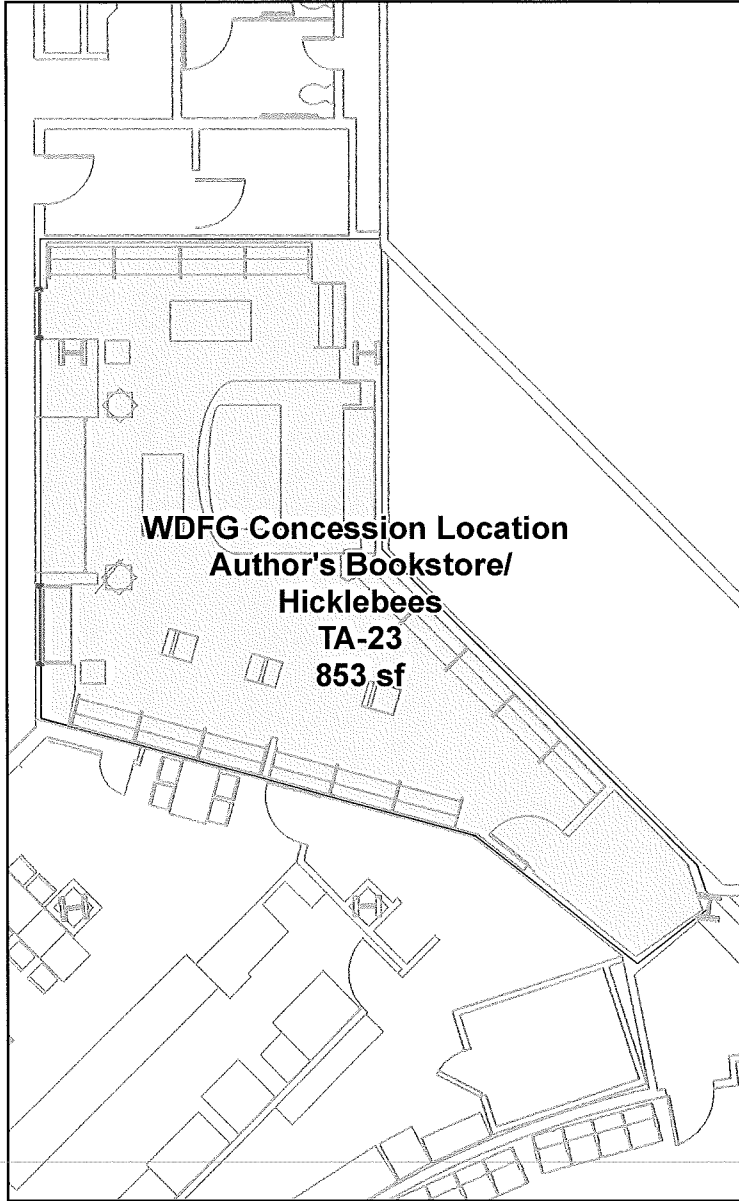 WDFG Concession Location
Author's Bookstore/
Hicklebees
TA-23
853 sf